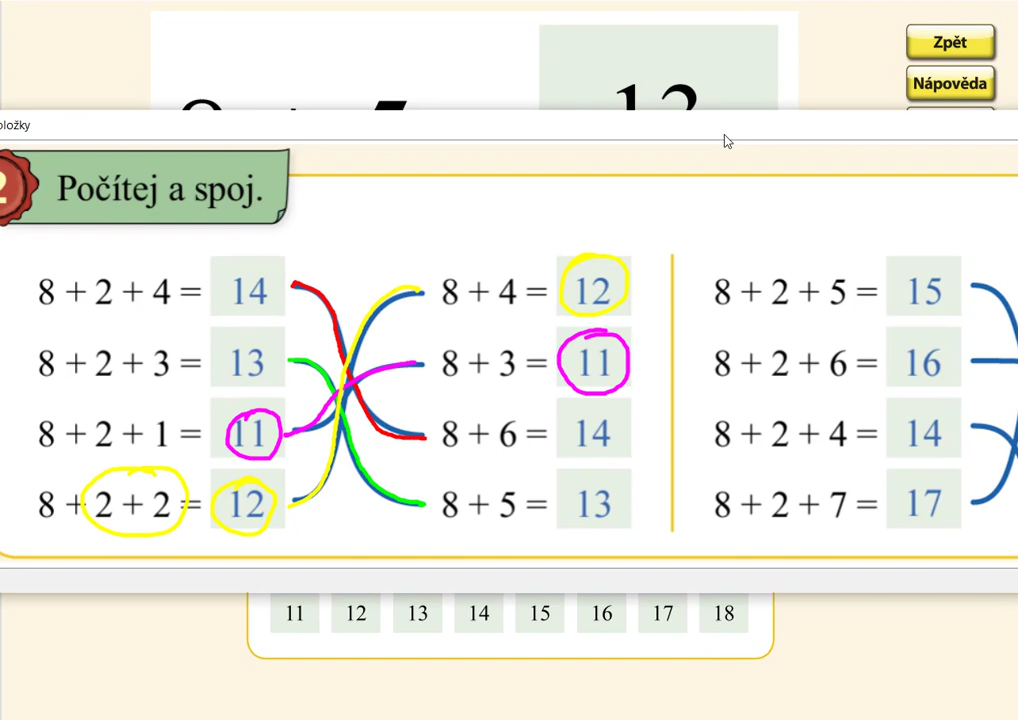 Zpět
Nápověda
oložky
2 Počítej a spoj.
8 + 2 + 4 = 14
8 + 2 + 3 = 13
8 + 2 + 1 = 11
8 + 2 + 2 = 12
8 + 4 = 12
8 + 3 = 11
8 + 6 = 14
8 + 5 = 13
8 + 2 + 5 = 15
8 + 2 + 6 = 16
8 + 2 + 4 = 14
8 + 2 + 7 = 17
11 12 13 14 15 16 17 18